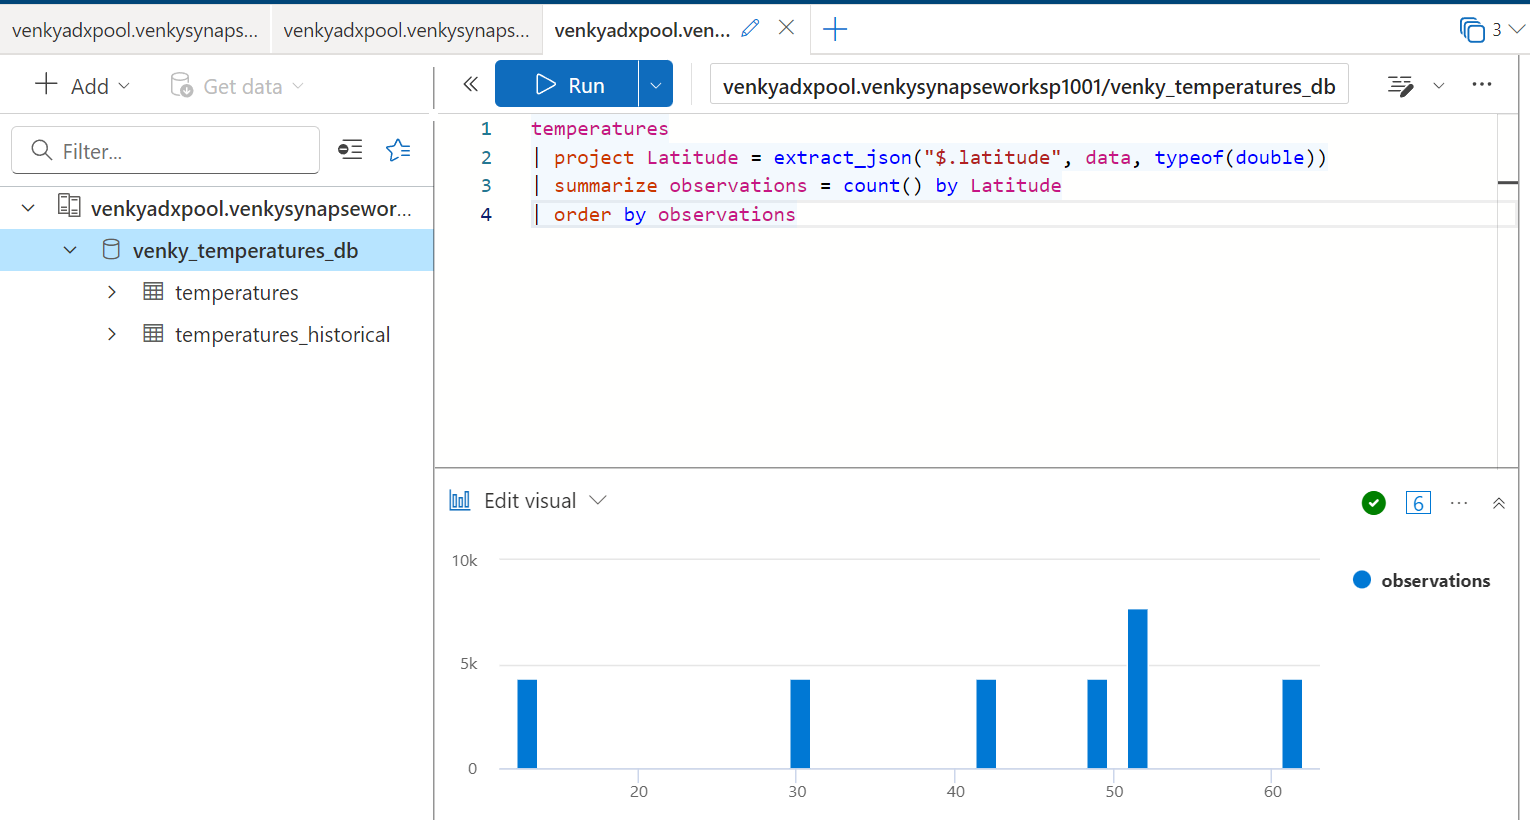 venkyadxpool.venkysynaps...
venkyadxpool.venkysynaps...
venkyadxpool.ven...
3
Add
Get data
Run
venkyadxpool.venkysynapseworksp1001/venky_temperatures_db
Filter...
venkyadxpool.venkysynapsewor...
venky_temperatures_db
temperatures
temperatures_historical
1 temperatures
2 | project Latitude = extract_json("$.latitude", data, typeof(double))
3 | summarize observations = count() by Latitude
4 | order by observations
Edit visual
6
10k
5k
0
20 30 40 50 60
observations